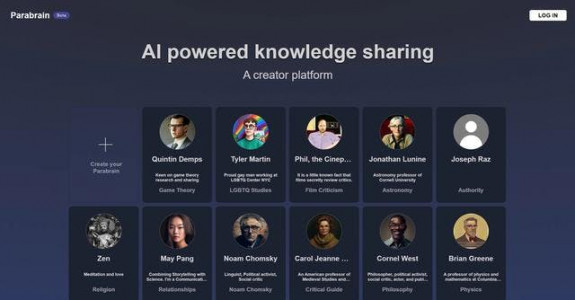 Parabrain Beta
LOG IN
AI powered knowledge sharing
A creator platform
Create your
Parabrain
Quintin Demps
Keen on game theory
research and sharing
Game Theory
Tyler Martin
Proud gay men working at
LGBTQ Center NYC
LGBTQ Studies
Phil, the Cinep...
It is a little known fact that
films secretly review critics.
Film Criticism
Jonathan Lunine
Astronomy professor of
Cornell University
Astronomy
Joseph Raz
Authority
Zen
Meditation and love
Religion
May Pang
Combining Storytelling with
Science. I'm a Communicati...
Relationships
Noam Chomsky
Linguist, Political activist,
Social critic
Noam Chomsky
Carol Jeanne ...
An American professor of
Medieval Studies and...
Critical Guide
Cornel West
Philosopher, political activist,
social critic, actor, and publi...
Philosophy
Brian Greene
A professor of physics and
mathematics at Columbia...
Physics